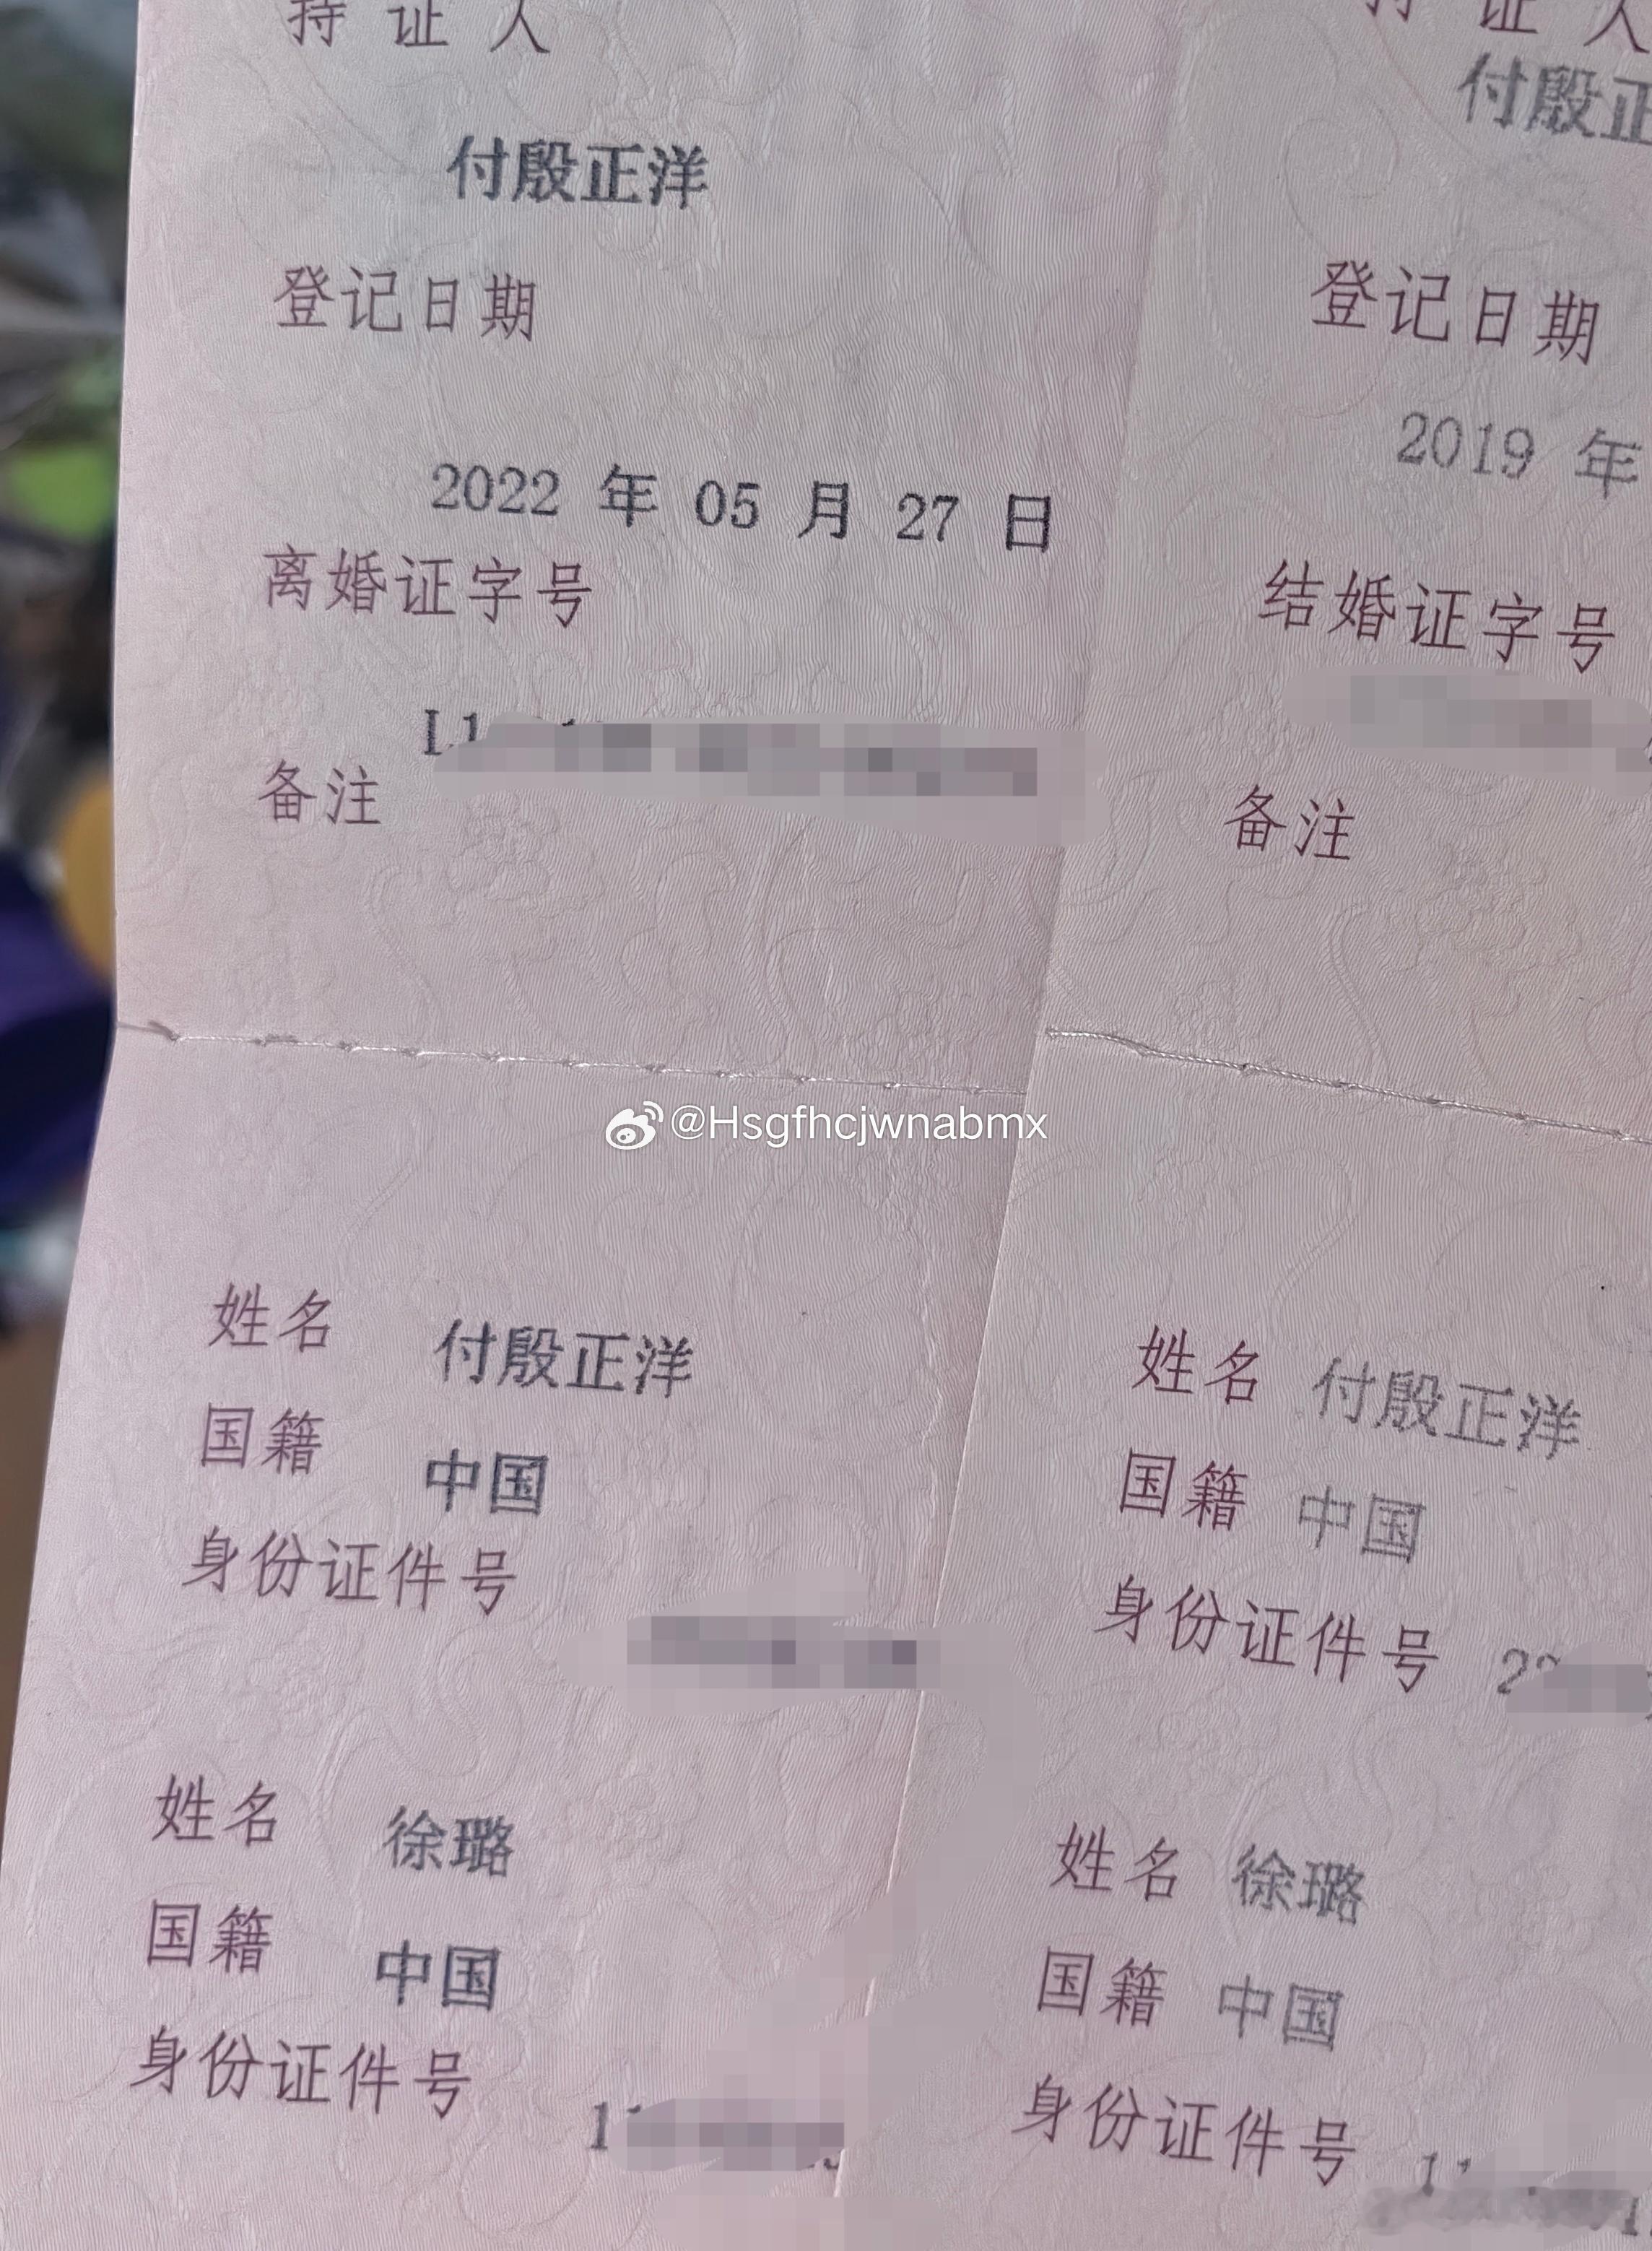 持证人
付殷正洋
登记日期
2022 年 05 月 27 日
离婚证字号
备注
姓名 付殷正洋
国籍 中国
身份证件号
姓名 徐璐
国籍 中国
身份证件号
持证人
付殷正
登记日期
2019 年
结婚证字号
备注
姓名 付殷正洋
国籍 中国
身份证件号
姓名 徐璐
国籍 中国
身份证件号
@Hsgfhcjwnabmx